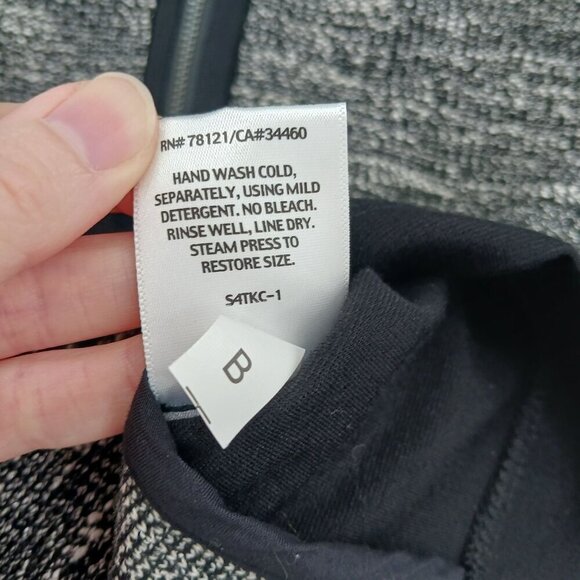 RN# 78121/CA#34460
HAND WASH COLD,
SEPARATELY, USING MILD
DETERGENT. NO BLEACH.
RINSE WELL, LINE DRY.
STEAM PRESS TO
RESTORE SIZE.
S4TKC-1
B